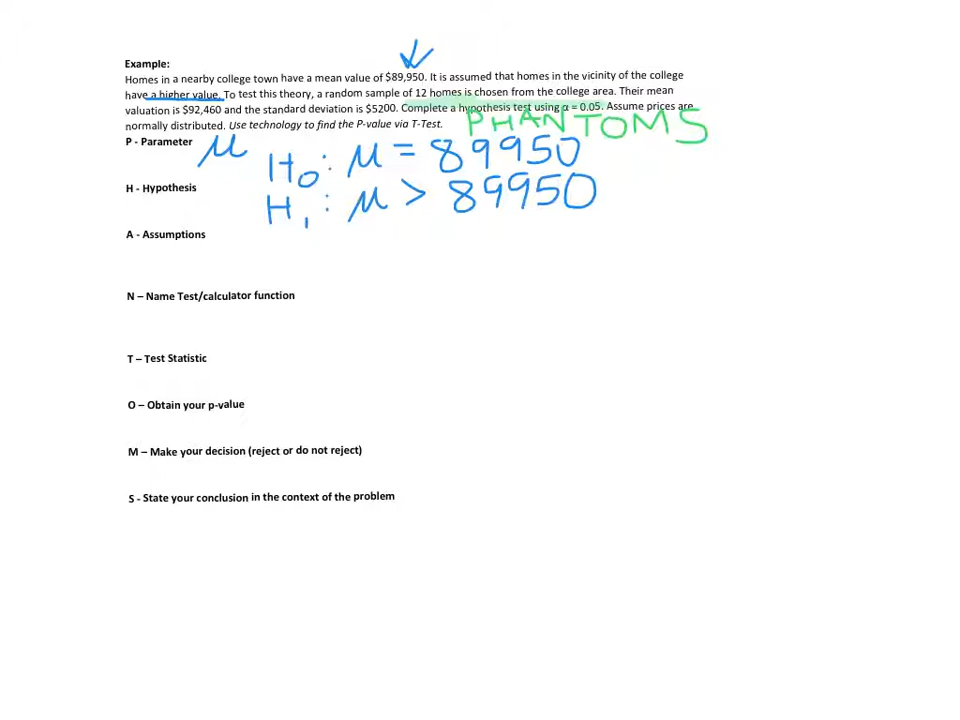 Example:
Homes in a nearby college town have a mean value of $89,950. It is assumed that homes in the vicinity of the college
have a higher value. To test this theory, a random sample of 12 homes is chosen from the college area. Their mean
valuation is $92,460 and the standard deviation is $5200. Complete a hypothesis test using α = 0.05. Assume prices are
normally distributed. Use technology to find the P-value via T-Test.
PHANTOMS
P - Parameter
μ
H₀: μ = 89950
H - Hypothesis
H₁: μ > 89950
A - Assumptions
N – Name Test/calculator function
T – Test Statistic
O – Obtain your p-value
M – Make your decision (reject or do not reject)
S - State your conclusion in the context of the problem